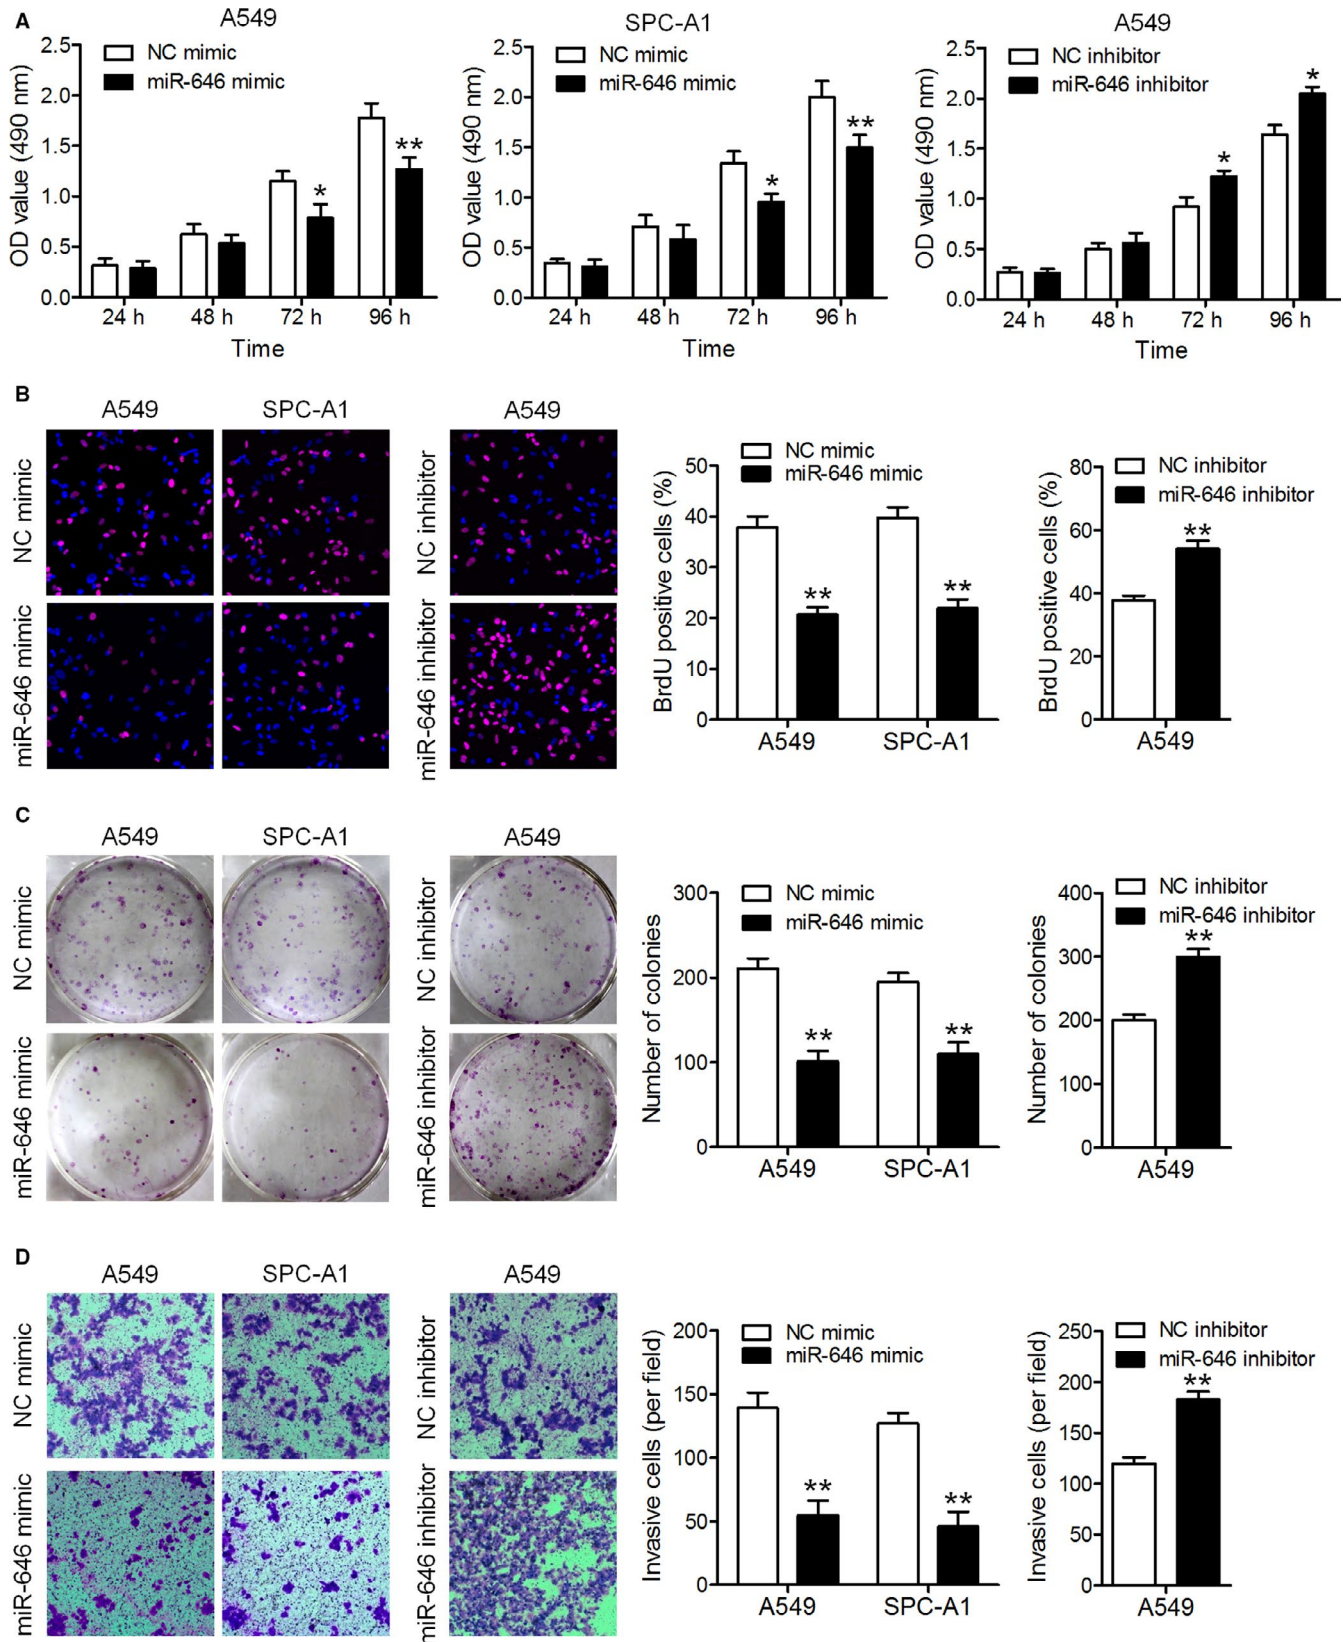 A
A549
SPC-A1
A549
NC mimic
miR-646 mimic
NC mimic
miR-646 mimic
NC inhibitor
miR-646 inhibitor
OD value (490 nm)
2.5
2.0
1.5
1.0
0.5
0.0
*
**
24 h 48 h 72 h 96 h
Time
OD value (490 nm)
2.5
2.0
1.5
1.0
0.5
0.0
*
**
24 h 48 h 72 h 96 h
Time
OD value (490 nm)
2.5
2.0
1.5
1.0
0.5
0.0
*
*
24 h 48 h 72 h 96 h
Time
B
A549
SPC-A1
A549
NC mimic
miR-646 mimic
NC inhibitor
miR-646 inhibitor
NC mimic
miR-646 mimic
BrdU positive cells (%)
50
40
30
20
10
0
**
**
A549 SPC-A1
NC inhibitor
miR-646 inhibitor
BrdU positive cells (%)
80
60
40
20
0
**
A549
C
A549
SPC-A1
A549
NC mimic
miR-646 mimic
NC inhibitor
miR-646 inhibitor
NC mimic
miR-646 mimic
Number of colonies
300
200
100
0
**
**
A549 SPC-A1
NC inhibitor
miR-646 inhibitor
Number of colonies
400
300
200
100
0
**
A549
D
A549
SPC-A1
A549
NC mimic
miR-646 mimic
NC inhibitor
miR-646 inhibitor
NC mimic
miR-646 mimic
Invasive cells (per field)
200
150
100
50
0
**
**
A549 SPC-A1
NC inhibitor
miR-646 inhibitor
Invasive cells (per field)
250
200
150
100
50
0
**
A549